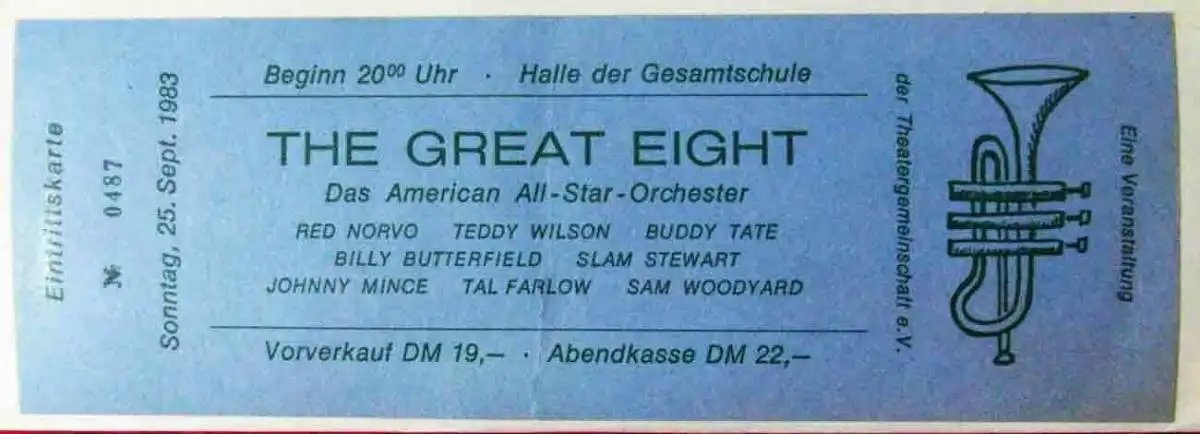 Eintrittskarte
№ 0487
Sonntag, 25. Sept. 1983
Beginn 20⁰⁰ Uhr · Halle der Gesamtschule
THE GREAT EIGHT
Das American All-Star-Orchester
RED NORVO TEDDY WILSON BUDDY TATE
BILLY BUTTERFIELD SLAM STEWART
JOHNNY MINCE TAL FARLOW SAM WOODYARD
Vorverkauf DM 19,— · Abendkasse DM 22,—
Eine Veranstaltung
der Theatergemeinschaft e.V.